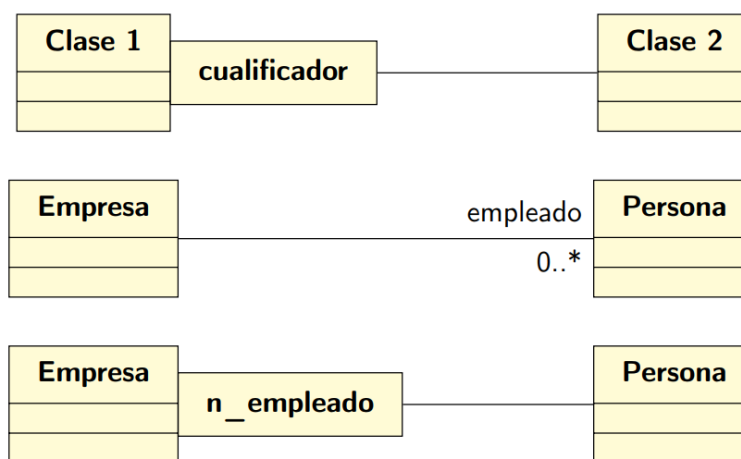 Clase 1
cualificador
Clase 2
Empresa
empleado
0..*
Persona
Empresa
n_empleado
Persona